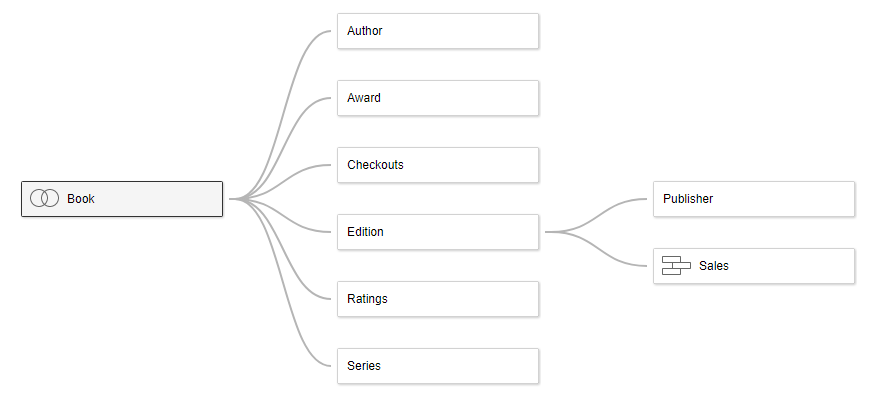 Book
Author
Award
Checkouts
Edition
Ratings
Series
Publisher
Sales